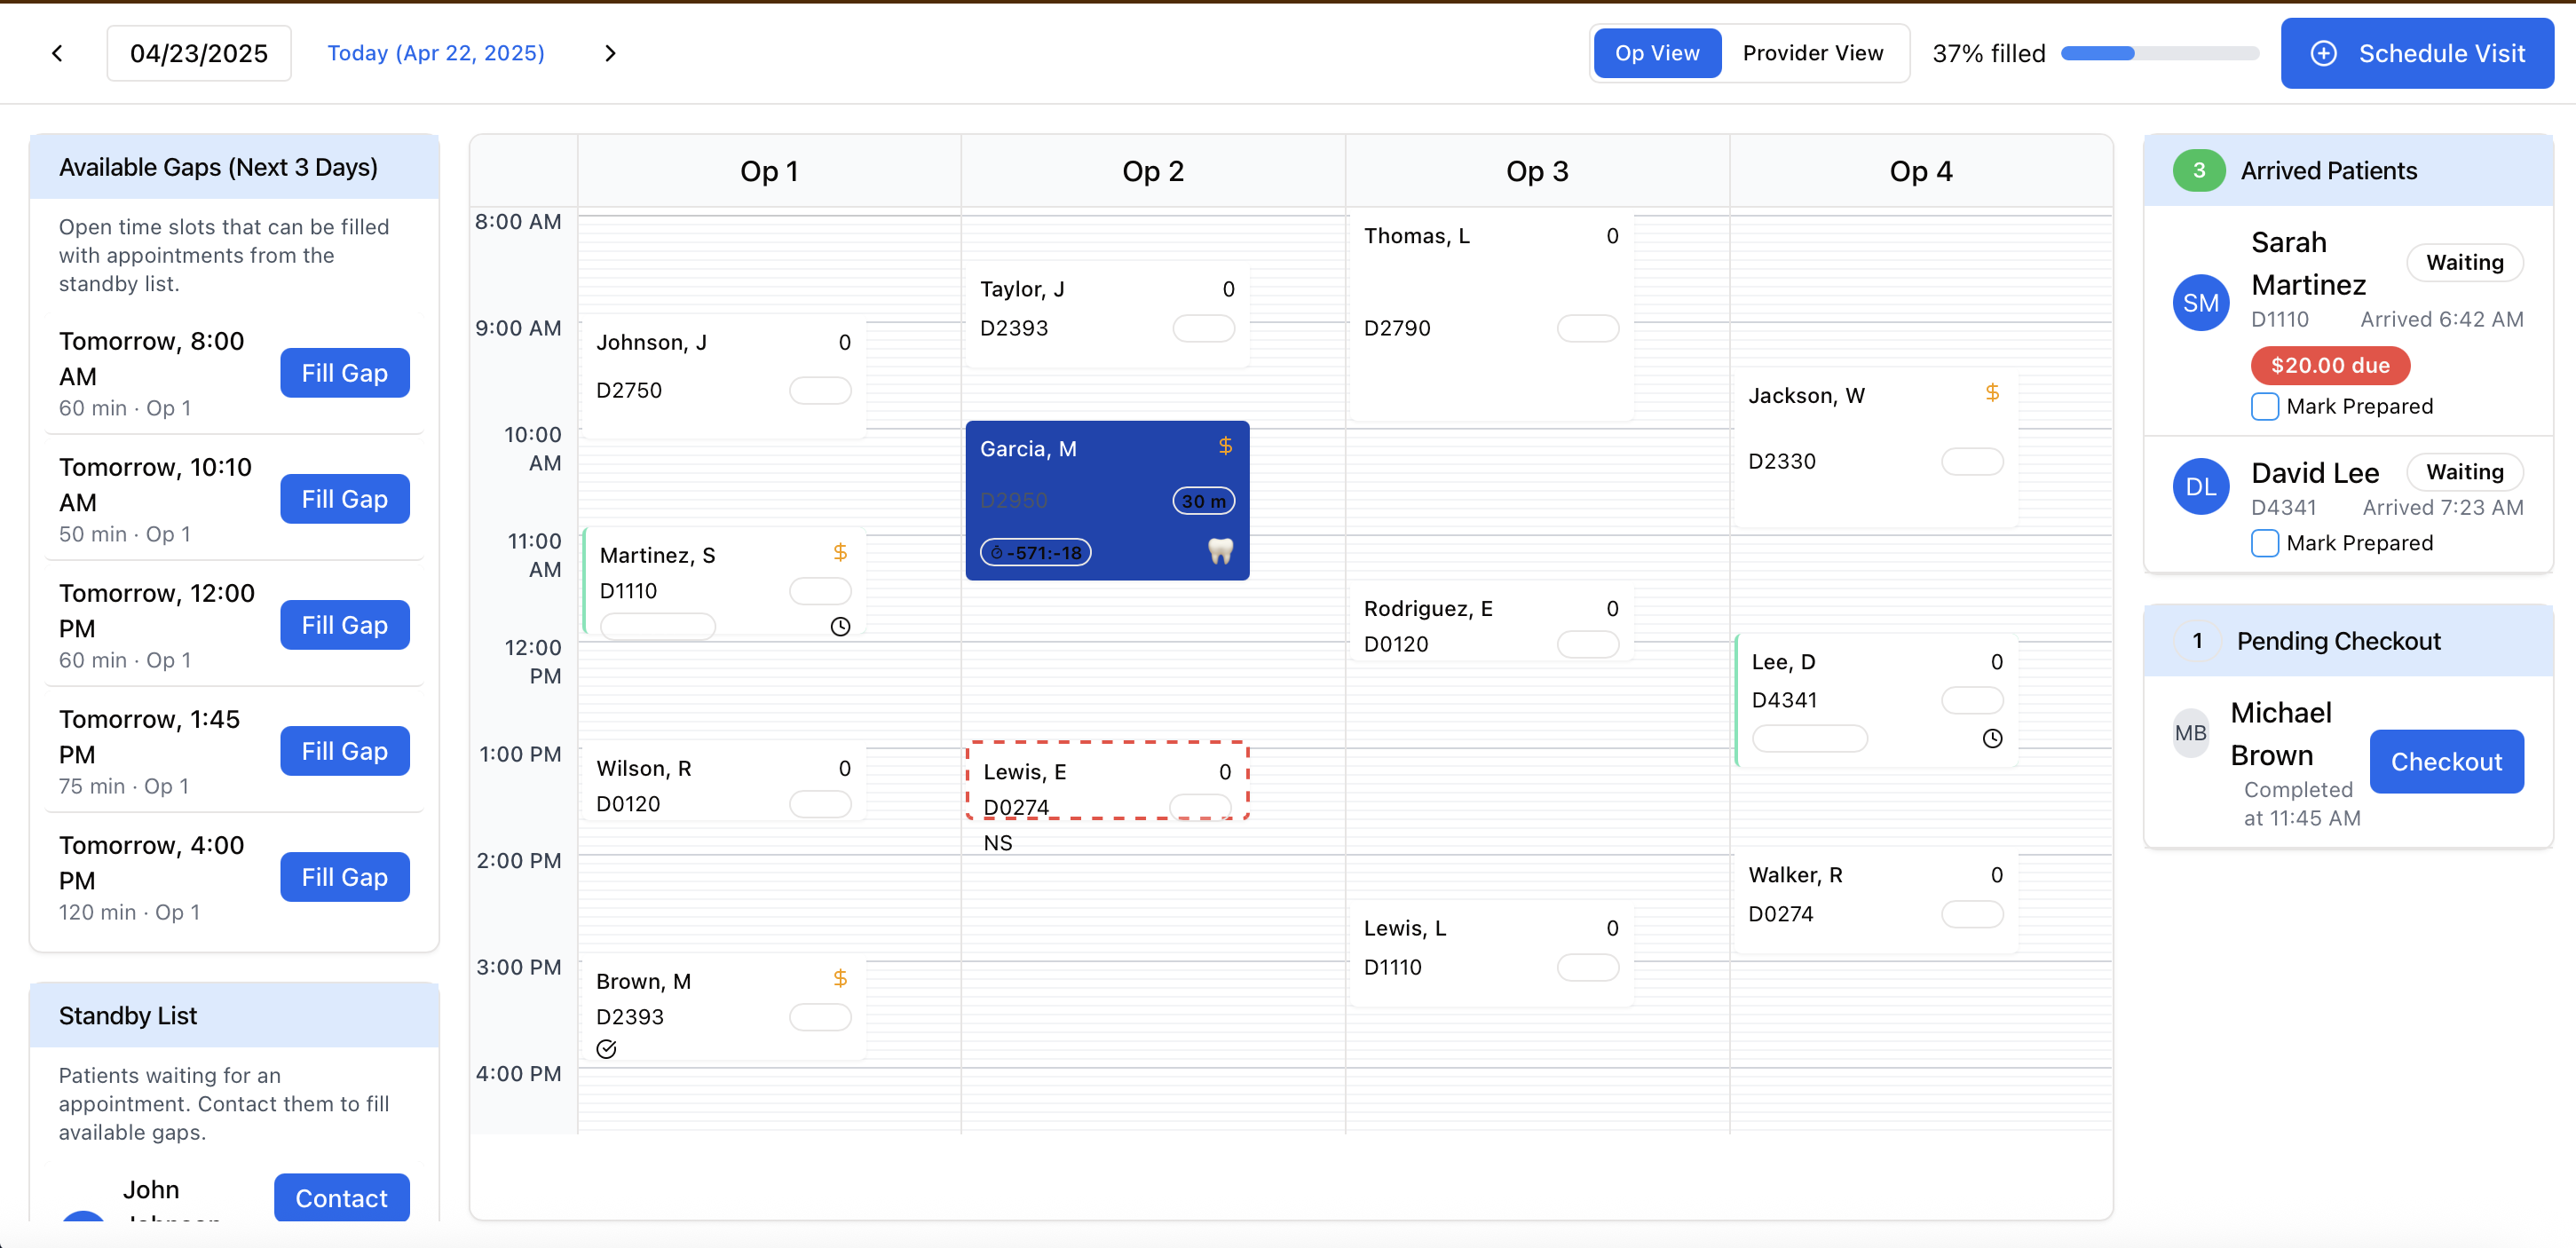 04/23/2025
Today (Apr 22, 2025)
Op View
Provider View
37% filled
Schedule Visit
Available Gaps (Next 3 Days)
Open time slots that can be filled
with appointments from the
standby list.
Tomorrow, 8:00
AM
60 min · Op 1
Fill Gap
Tomorrow, 10:10
AM
50 min · Op 1
Fill Gap
Tomorrow, 12:00
PM
60 min · Op 1
Fill Gap
Tomorrow, 1:45
PM
75 min · Op 1
Fill Gap
Tomorrow, 4:00
PM
120 min · Op 1
Fill Gap
Standby List
Patients waiting for an
appointment. Contact them to fill
available gaps.
John
Contact
Op 1
Op 2
Op 3
Op 4
8:00 AM
9:00 AM
10:00
AM
11:00
AM
12:00
PM
1:00 PM
2:00 PM
3:00 PM
4:00 PM
Johnson, J 0
D2750
Martinez, S $
D1110
Wilson, R 0
D0120
Brown, M $
D2393
Taylor, J 0
D2393
Garcia, M $
D2950 30 m
-571:-18
Lewis, E 0
D0274
NS
Thomas, L 0
D2790
Rodriguez, E 0
D0120
Lewis, L 0
D1110
Jackson, W $
D2330
Lee, D 0
D4341
Walker, R 0
D0274
3 Arrived Patients
SM
Sarah
Martinez
Waiting
D1110 Arrived 6:42 AM
$20.00 due
Mark Prepared
DL
David Lee
Waiting
D4341 Arrived 7:23 AM
Mark Prepared
1 Pending Checkout
MB
Michael
Brown
Completed
at 11:45 AM
Checkout